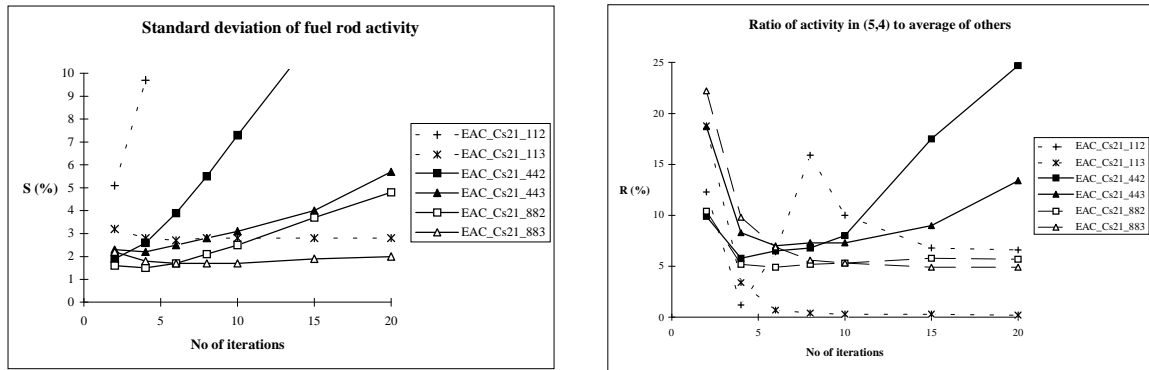 Standard deviation of fuel rod activity
10
9
8
7
6
5
4
3
2
1
0
S (%)
0 5 10 15 20
No of iterations
EAC_Cs21_112
EAC_Cs21_113
EAC_Cs21_442
EAC_Cs21_443
EAC_Cs21_882
EAC_Cs21_883
Ratio of activity in (5,4) to average of others
25
20
15
10
5
0
R (%)
0 5 10 15 20
No of iterations
EAC_Cs21_112
EAC_Cs21_113
EAC_Cs21_442
EAC_Cs21_443
EAC_Cs21_882
EAC_Cs21_883